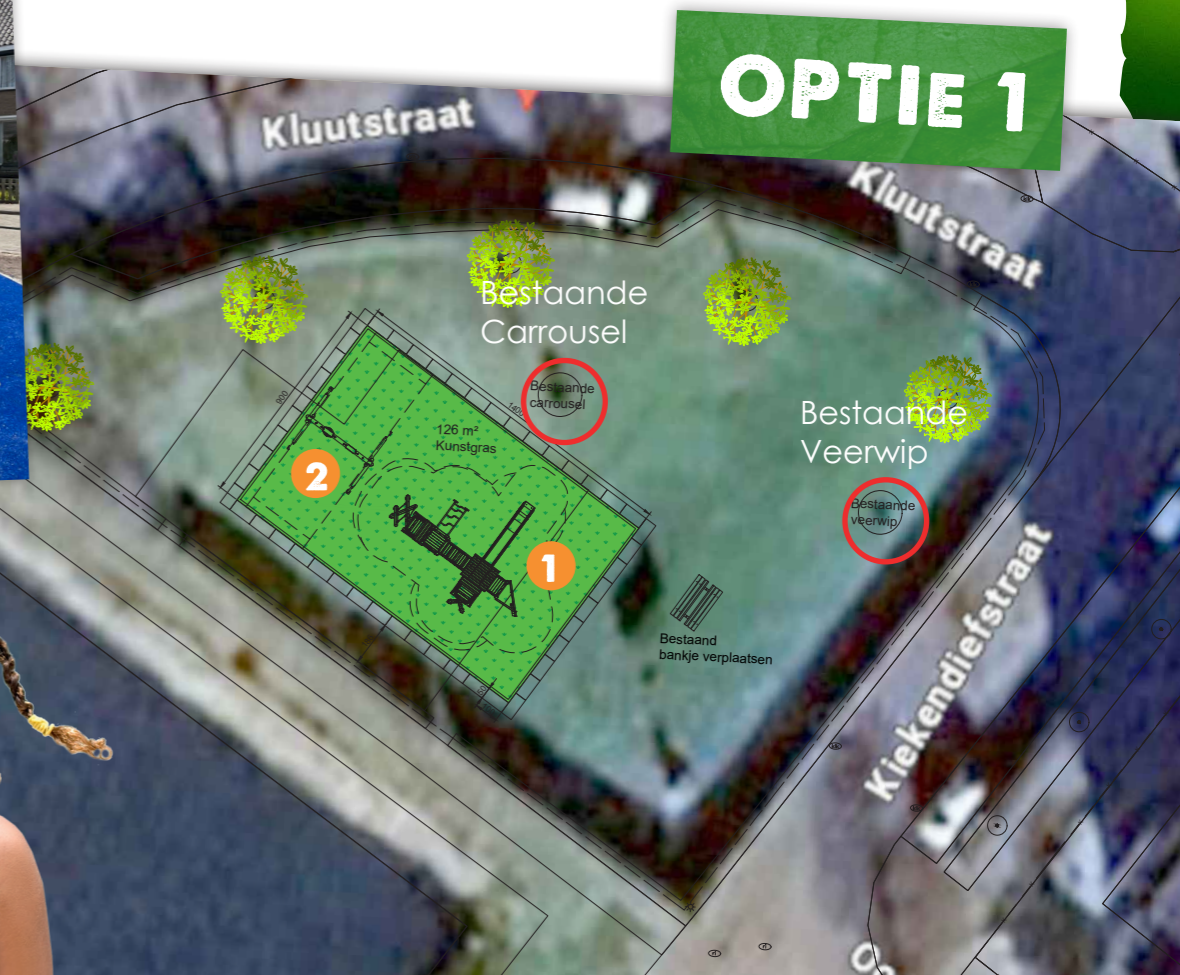 OPTIE 1
Kluutstraat
Kluutstraat
Bestaande
Carrousel
Bestaande
carrousel
900
126 m²
Kunstgras
2
1
Bestaande
Veerwip
Bestaande
veerwip
Bestaand
bankje verplaatsen
Kiekendiefstraat